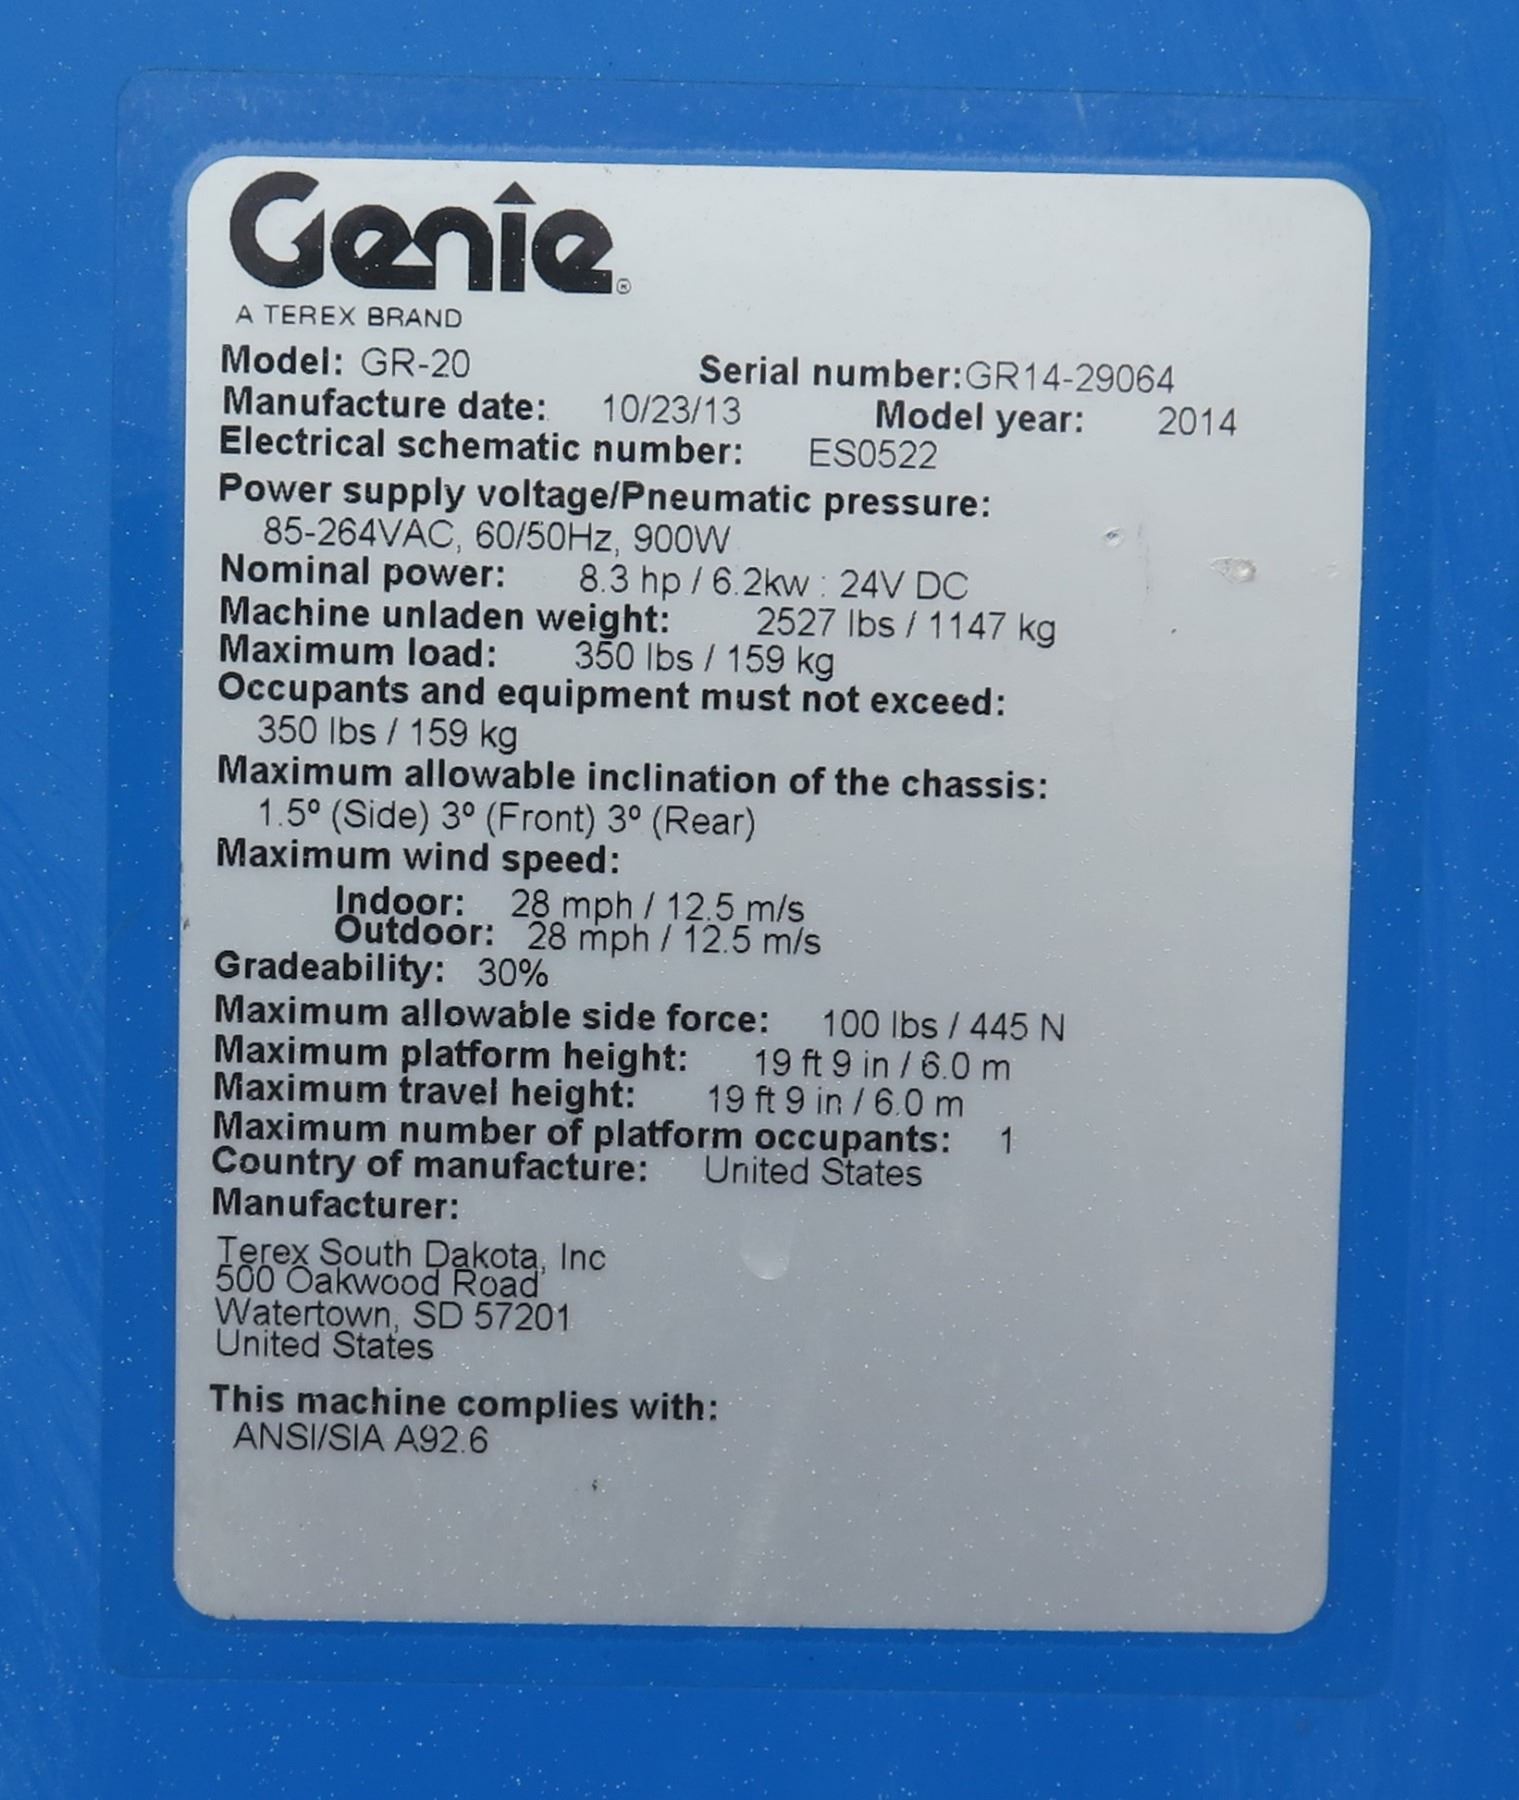 Genie®
A TEREX BRAND
Model: GR-20 Serial number:GR14-29064
Manufacture date: 10/23/13 Model year: 2014
Electrical schematic number: ES0522
Power supply voltage/Pneumatic pressure:
85-264VAC, 60/50Hz, 900W
Nominal power: 8.3 hp / 6.2kw : 24V DC
Machine unladen weight: 2527 lbs / 1147 kg
Maximum load: 350 lbs / 159 kg
Occupants and equipment must not exceed:
350 lbs / 159 kg
Maximum allowable inclination of the chassis:
1.5º (Side) 3º (Front) 3º (Rear)
Maximum wind speed:
Indoor: 28 mph / 12.5 m/s
Outdoor: 28 mph / 12.5 m/s
Gradeability: 30%
Maximum allowable side force: 100 lbs / 445 N
Maximum platform height: 19 ft 9 in / 6.0 m
Maximum travel height: 19 ft 9 in / 6.0 m
Maximum number of platform occupants: 1
Country of manufacture: United States
Manufacturer:
Terex South Dakota, Inc
500 Oakwood Road
Watertown, SD 57201
United States
This machine complies with:
ANSI/SIA A92.6